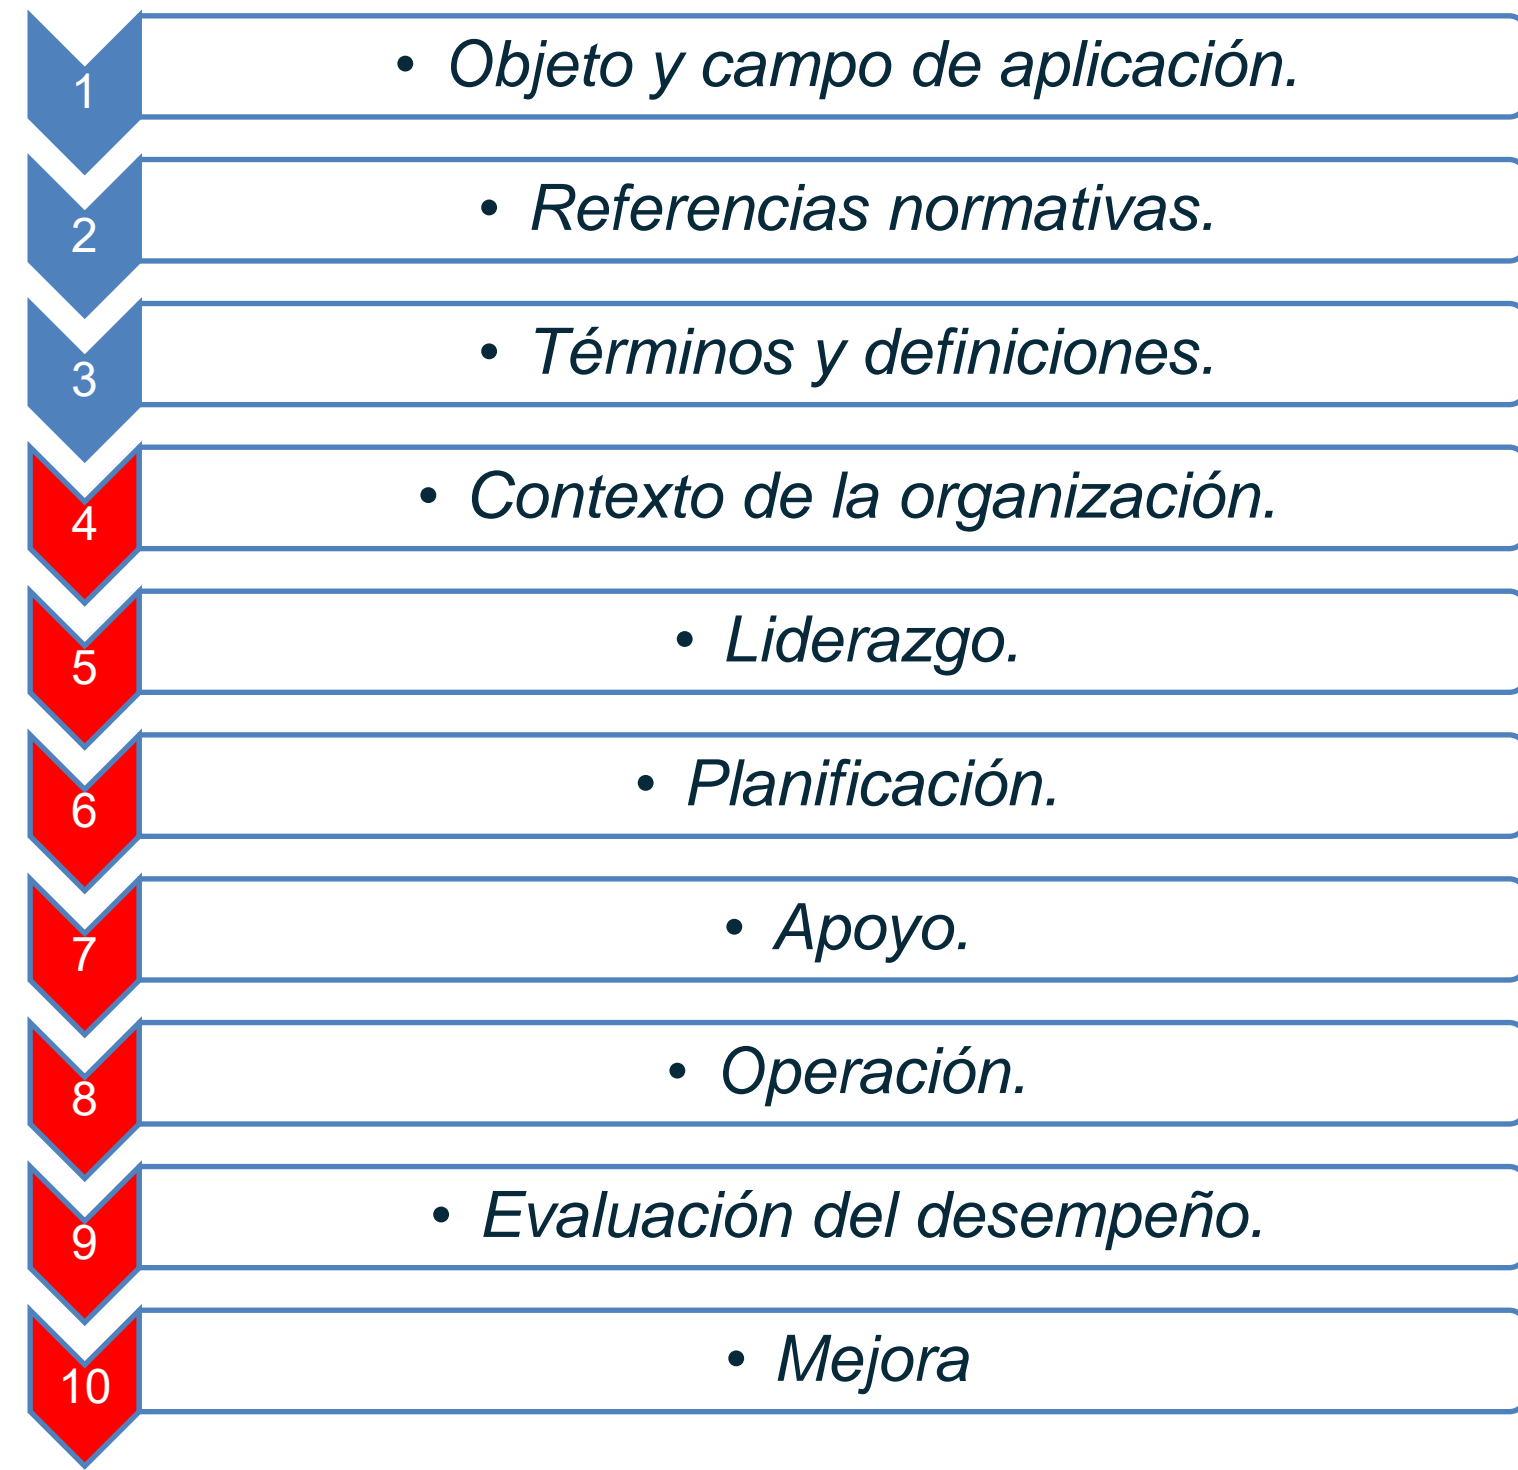 1
• Objeto y campo de aplicación.
2
• Referencias normativas.
3
• Términos y definiciones.
4
• Contexto de la organización.
5
• Liderazgo.
6
• Planificación.
7
• Apoyo.
8
• Operación.
9
• Evaluación del desempeño.
10
• Mejora